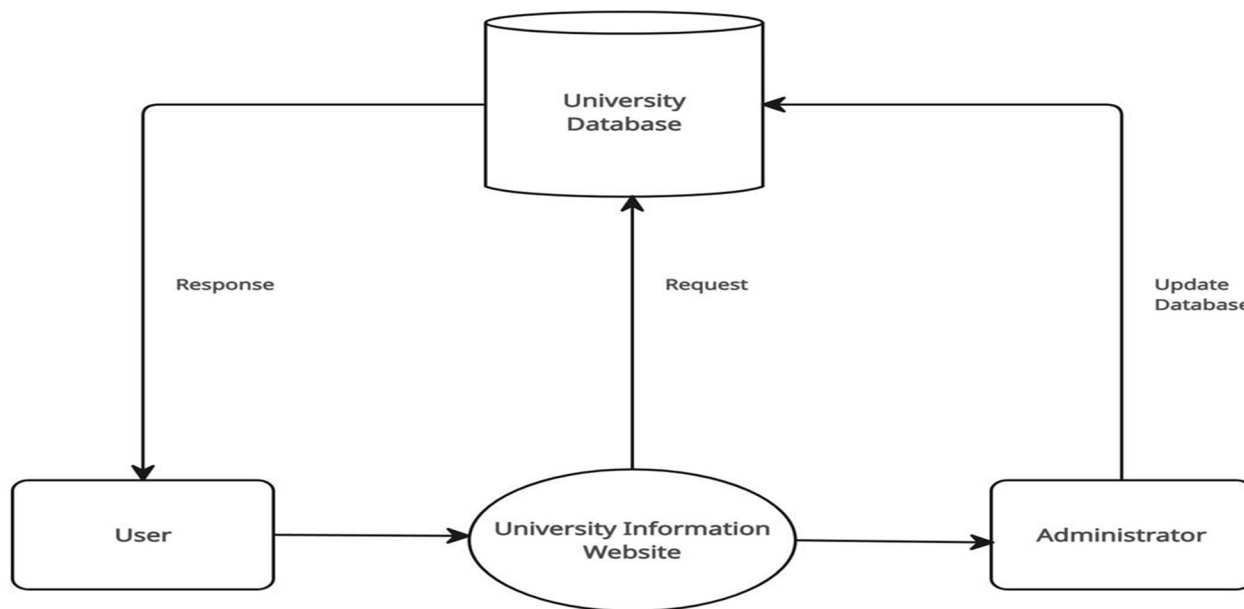 University
Database
Response
Request
Update
Database
User
University Information
Website
Administrator